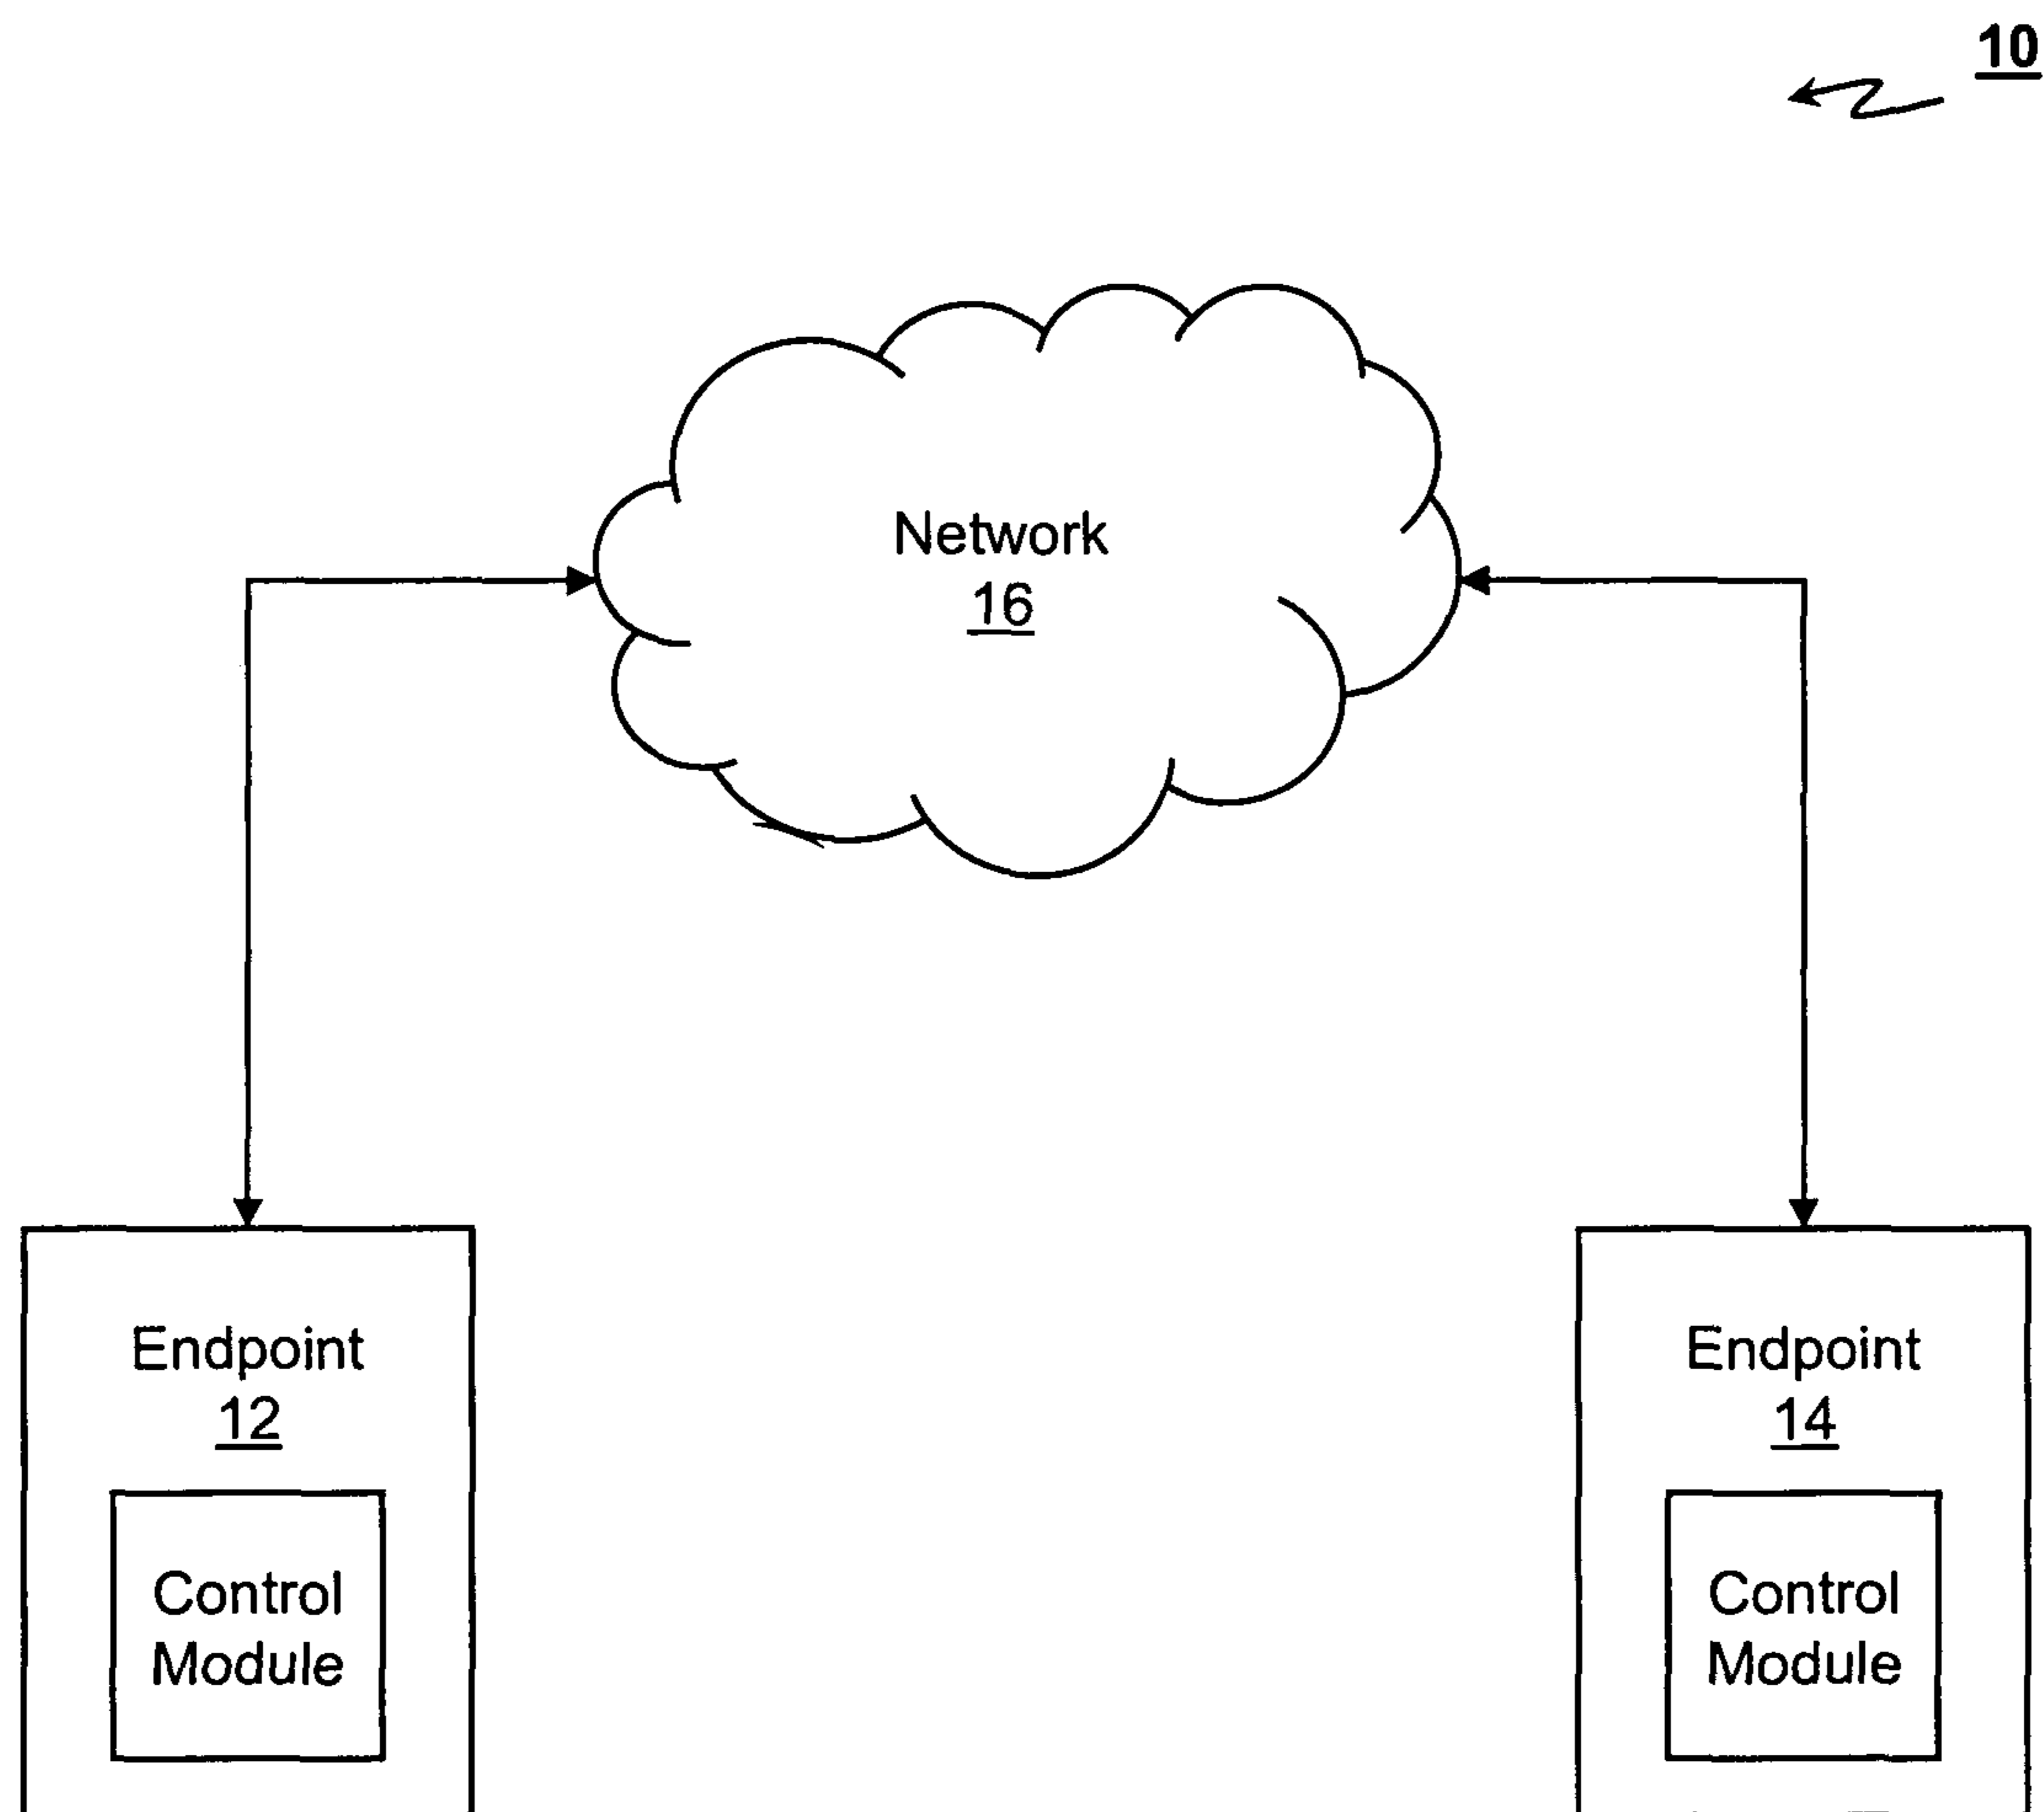 10
Network
16
Endpoint
12
Control
Module
Endpoint
14
Control
Module